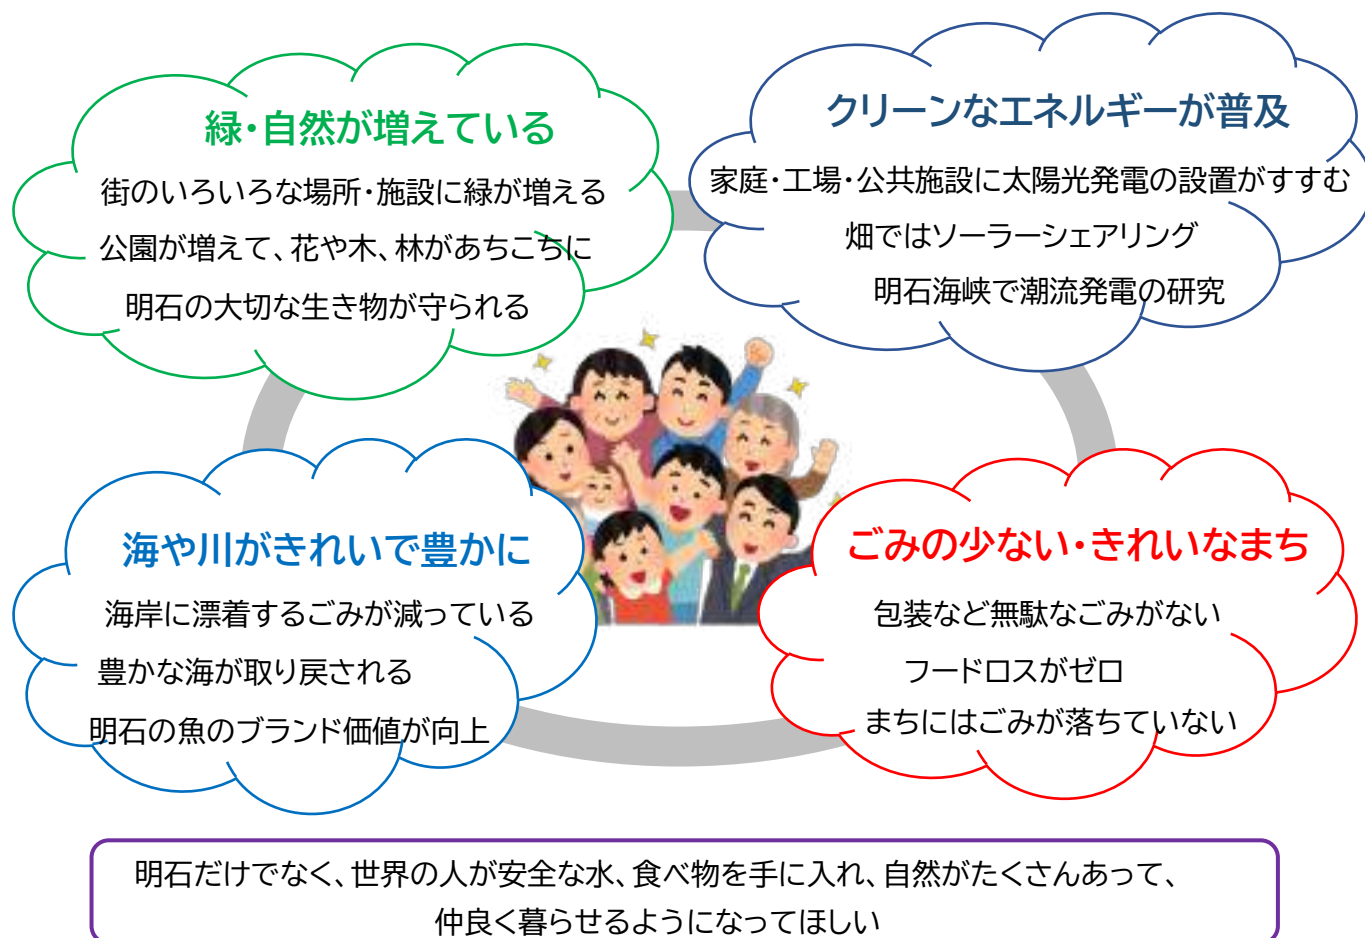 緑・自然が増えている
街のいろいろな場所・施設に緑が増える
公園が増えて、花や木、林があちこちに
明石の大切な生き物が守られる
クリーンなエネルギーが普及
家庭・工場・公共施設に太陽光発電の設置がすすむ
畑ではソーラーシェアリング
明石海峡で潮流発電の研究
海や川がきれいで豊かに
海岸に漂着するごみが減っている
豊かな海が取り戻される
明石の魚のブランド価値が向上
ごみの少ない・きれいなまち
包装など無駄なごみがない
フードロスがゼロ
まちにはごみが落ちていない
明石だけでなく、世界の人が安全な水、食べ物を手に入れ、自然がたくさんあって、
仲良く暮らせるようになってほしい